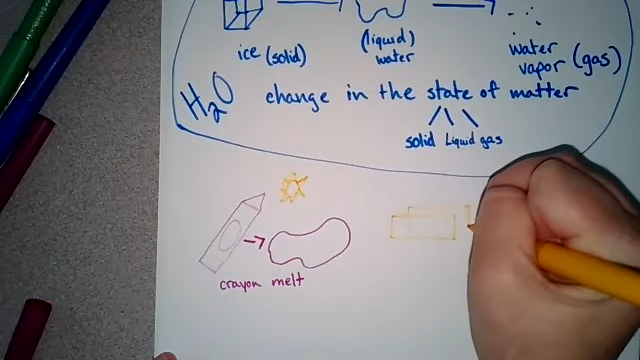 ice (solid)
(liquid)
water
water
vapor (gas)
H2O change in the state of matter
solid Liquid gas
crayon melt